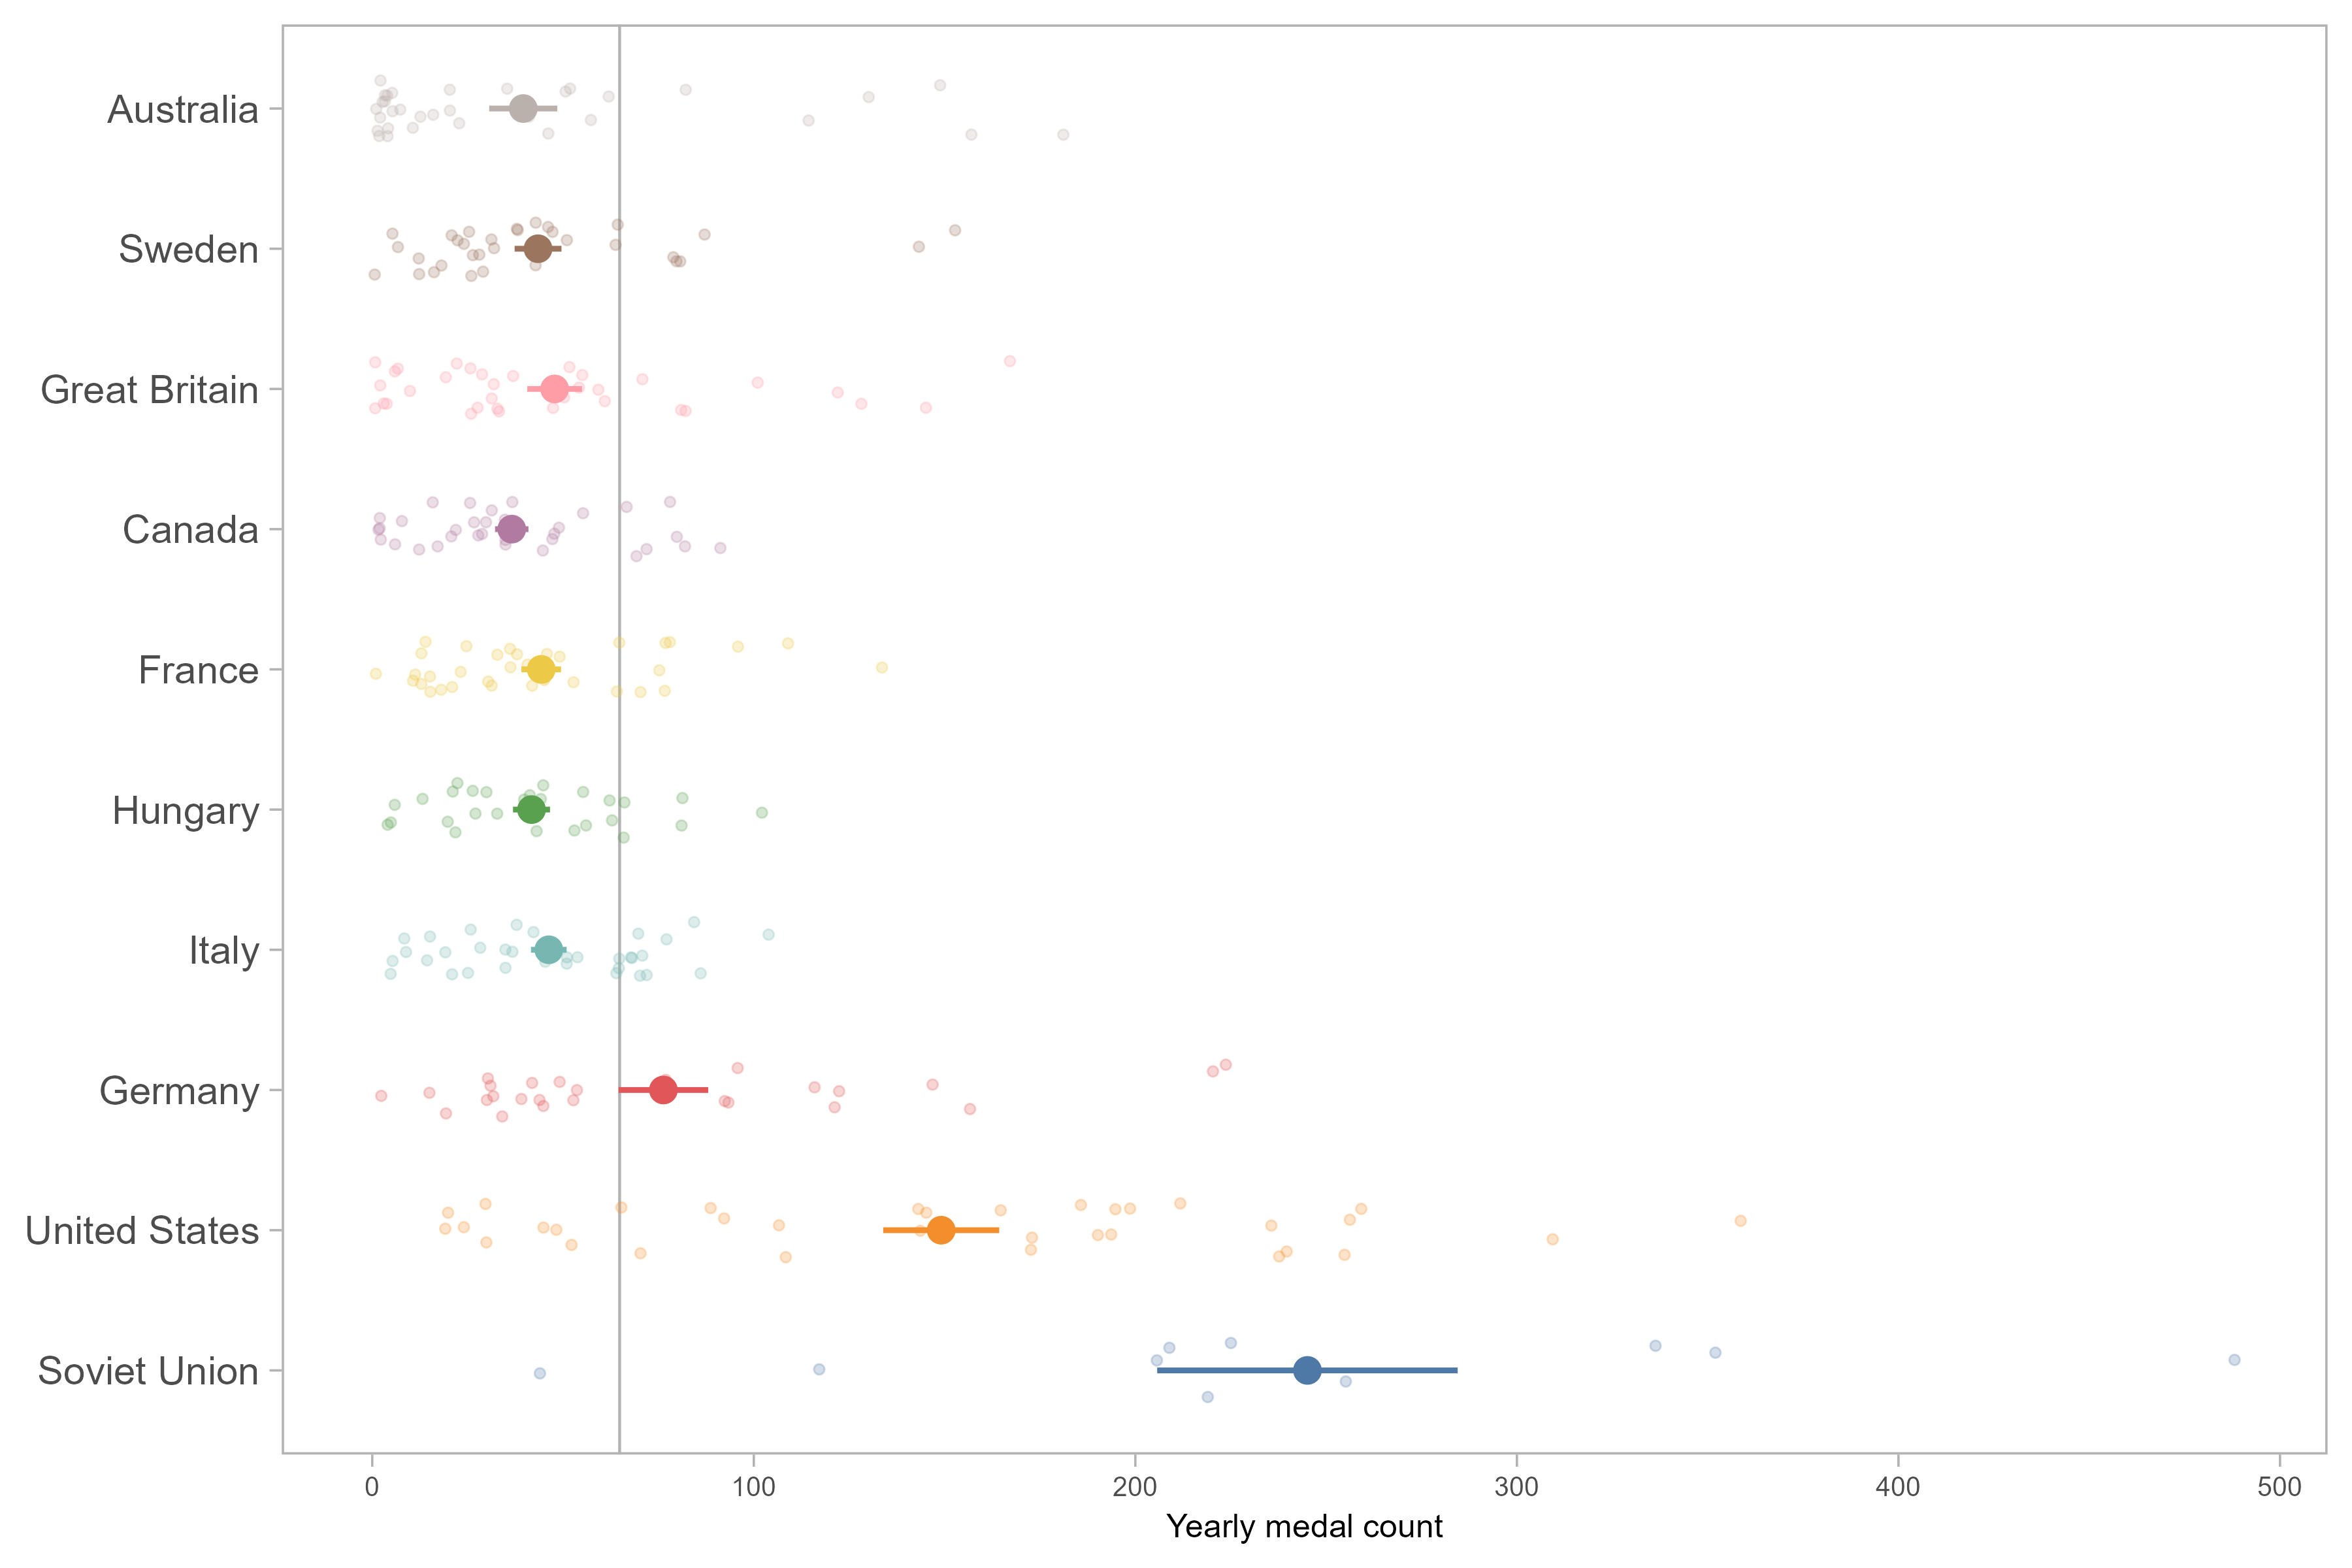 Australia
Sweden
Great Britain
Canada
France
Hungary
Italy
Germany
United States
Soviet Union
0 100 200 300 400 500
Yearly medal count